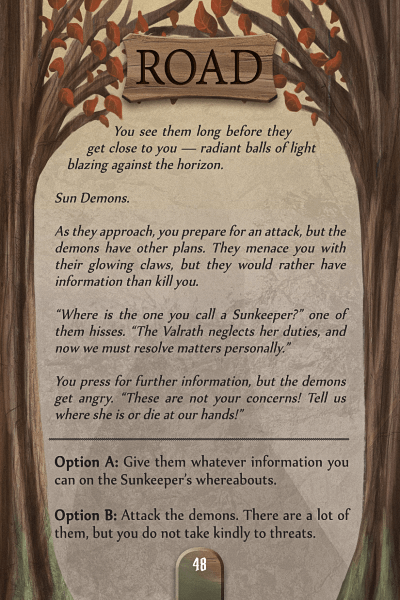 ROAD
You see them long before they
get close to you — radiant balls of light
blazing against the horizon.
Sun Demons.
As they approach, you prepare for an attack, but the
demons have other plans. They menace you with
their glowing claws, but they would rather have
information than kill you.
“Where is the one you call a Sunkeeper?” one of
them hisses. “The Valrath neglects her duties, and
now we must resolve matters personally.”
You press for further information, but the demons
get angry. “These are not your concerns! Tell us
where she is or die at our hands!”
Option A: Give them whatever information you
can on the Sunkeeper’s whereabouts.
Option B: Attack the demons. There are a lot of
them, but you do not take kindly to threats.
48